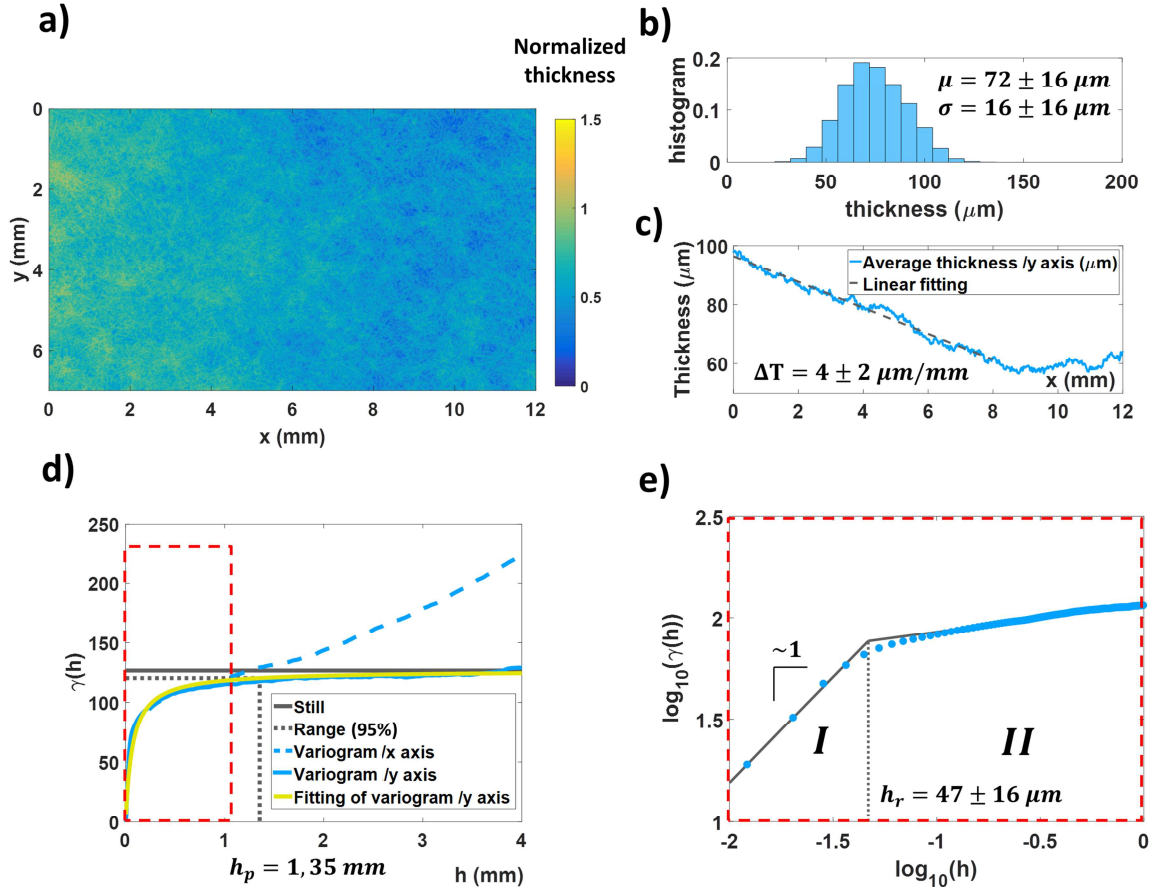 a)
Normalized
thickness
0
2
4
6
y (mm)
0 2 4 6 8 10 12
x (mm)
1.5
1
0.5
0
b)
0.2
0.1
0
histogram
μ = 72 ± 16 μm
σ = 16 ± 16 μm
0 50 100 150 200
thickness (μm)
c)
100
80
60
Thickness (μm)
Average thickness /y axis (μm)
Linear fitting
ΔT = 4 ± 2 μm/mm
x (mm)
0 2 4 6 8 10 12
d)
250
200
150
100
50
0
γ(h)
Still
Range (95%)
Variogram /x axis
Variogram /y axis
Fitting of variogram /y axis
0 1 2 3 4
h_p = 1,35 mm
h (mm)
e)
2.5
2
1.5
1
log10(γ(h))
~1
I
II
h_r = 47 ± 16 μm
-2 -1.5 -1 -0.5 0
log10(h)